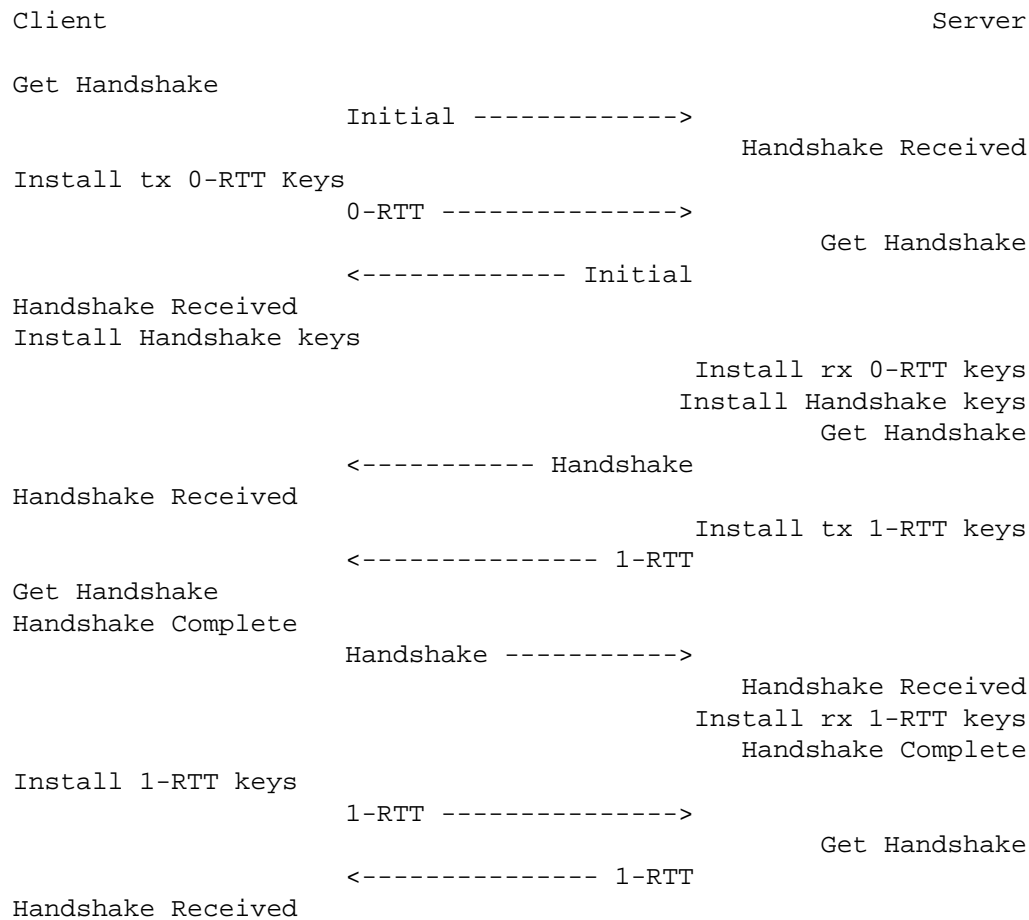 Client                                                    Server

Get Handshake
                     Initial ------------->
                                              Handshake Received
Install tx 0-RTT Keys
                     0-RTT --------------->
                                                   Get Handshake
                     <------------- Initial
Handshake Received
Install Handshake keys
                                           Install rx 0-RTT keys
                                          Install Handshake keys
                                                   Get Handshake
                     <----------- Handshake
Handshake Received
                                           Install tx 1-RTT keys
                     <--------------- 1-RTT
Get Handshake
Handshake Complete
                     Handshake ----------->
                                              Handshake Received
                                           Install rx 1-RTT keys
                                              Handshake Complete
Install 1-RTT keys
                     1-RTT --------------->
                                                   Get Handshake
                     <--------------- 1-RTT
Handshake Received